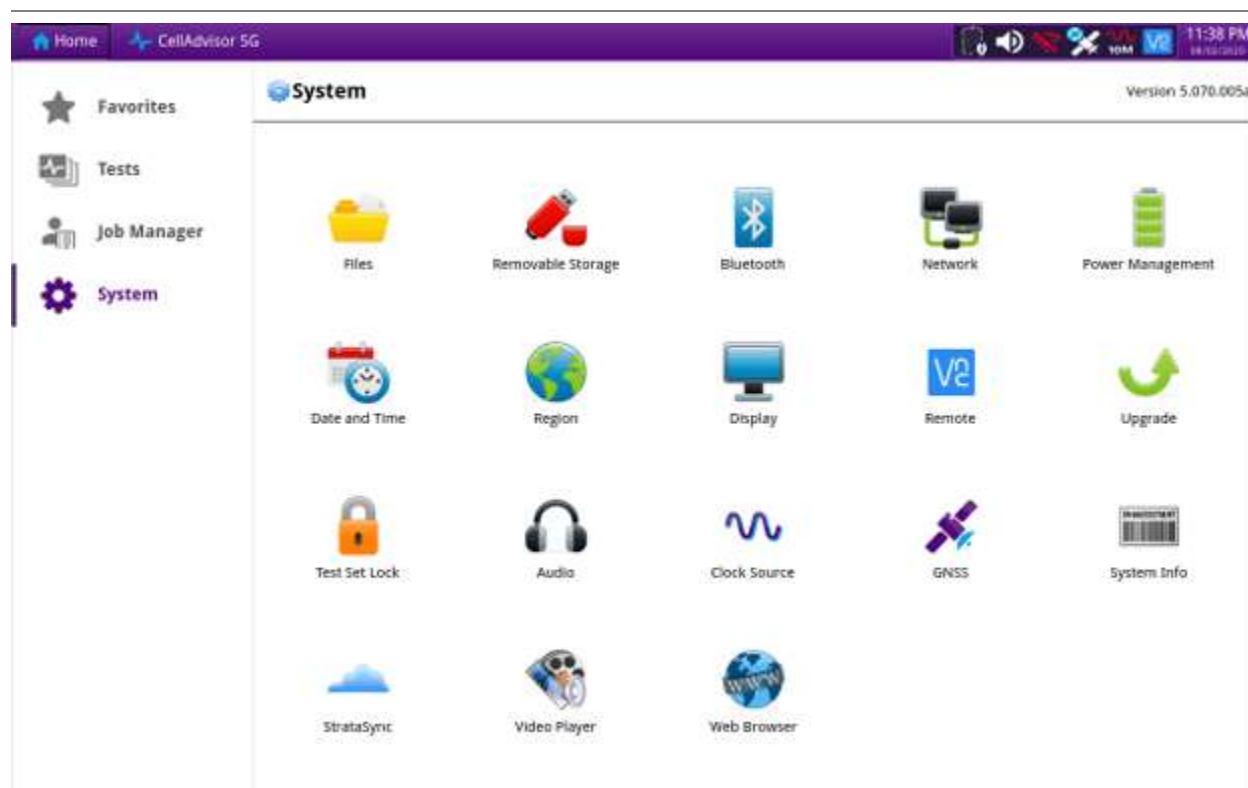 Home CellAdvisor 5G 10M 11:38 PM
Favorites
Tests
Job Manager
System
System Version 5.070.005a
Files Removable Storage Bluetooth Network Power Management
Date and Time Region Display Remote Upgrade
Test Set Lock Audio Clock Source GNSS System Info
StrataSync Video Player Web Browser
WWW